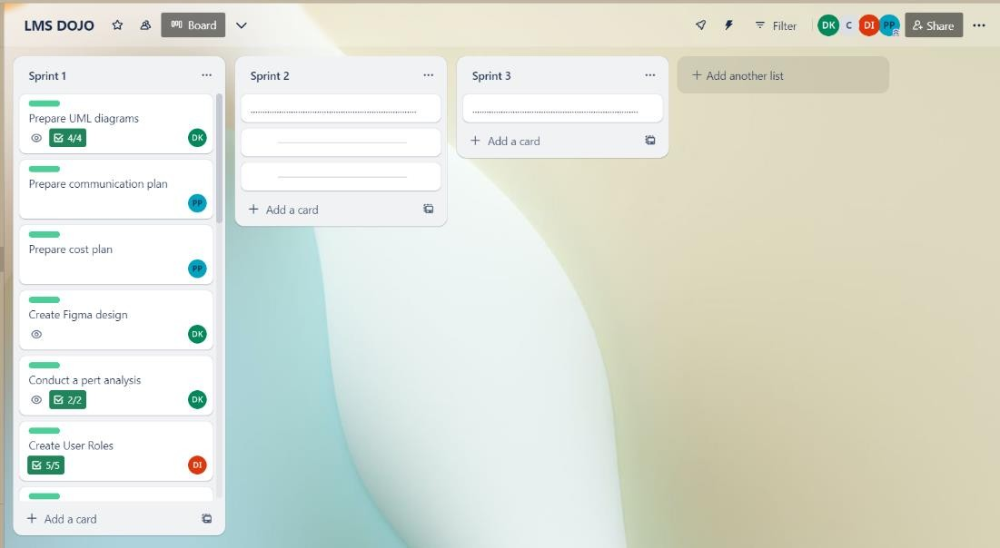 LMS DOJO
Board
Filter
DK
C
DI
PP
Share
Sprint 1
Prepare UML diagrams
4/4
DK
Prepare communication plan
PP
Prepare cost plan
PP
Create Figma design
DK
Conduct a pert analysis
2/2
DK
Create User Roles
5/5
DI
+ Add a card
Sprint 2
+ Add a card
Sprint 3
+ Add a card
+ Add another list